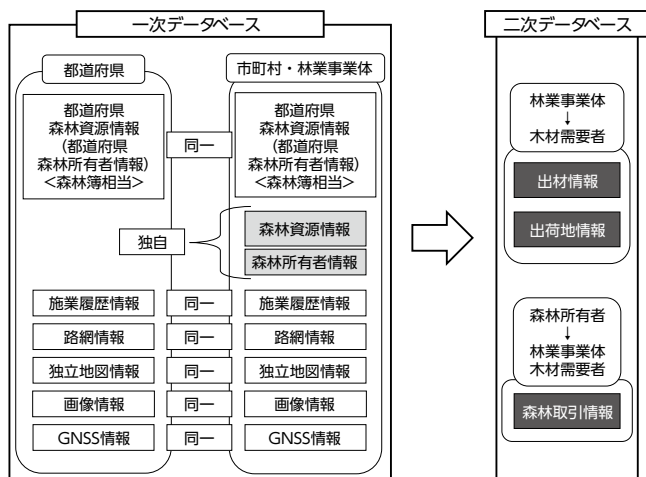 一次データベース
都道府県
市町村・林業事業体
都道府県
森林資源情報
(都道府県
森林所有者情報)
<森林簿相当>
同一
都道府県
森林資源情報
(都道府県
森林所有者情報)
<森林簿相当>
独自
森林資源情報
森林所有者情報
施業履歴情報
同一
施業履歴情報
路網情報
同一
路網情報
独立地図情報
同一
独立地図情報
画像情報
同一
画像情報
GNSS情報
同一
GNSS情報
二次データベース
林業事業体
↓
木材需要者
出材情報
出荷地情報
森林所有者
↓
林業事業体
木材需要者
森林取引情報